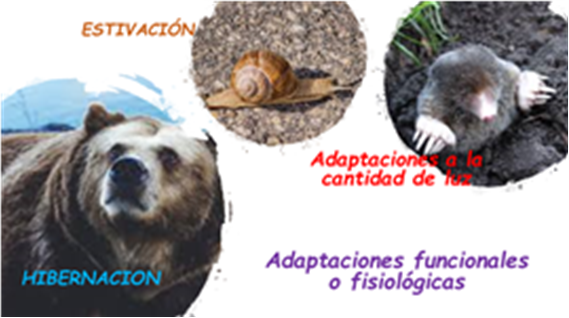 ESTIVACIÓN
Adaptaciones a la
cantidad de luz
HIBERNACION
Adaptaciones funcionales
o fisiológicas